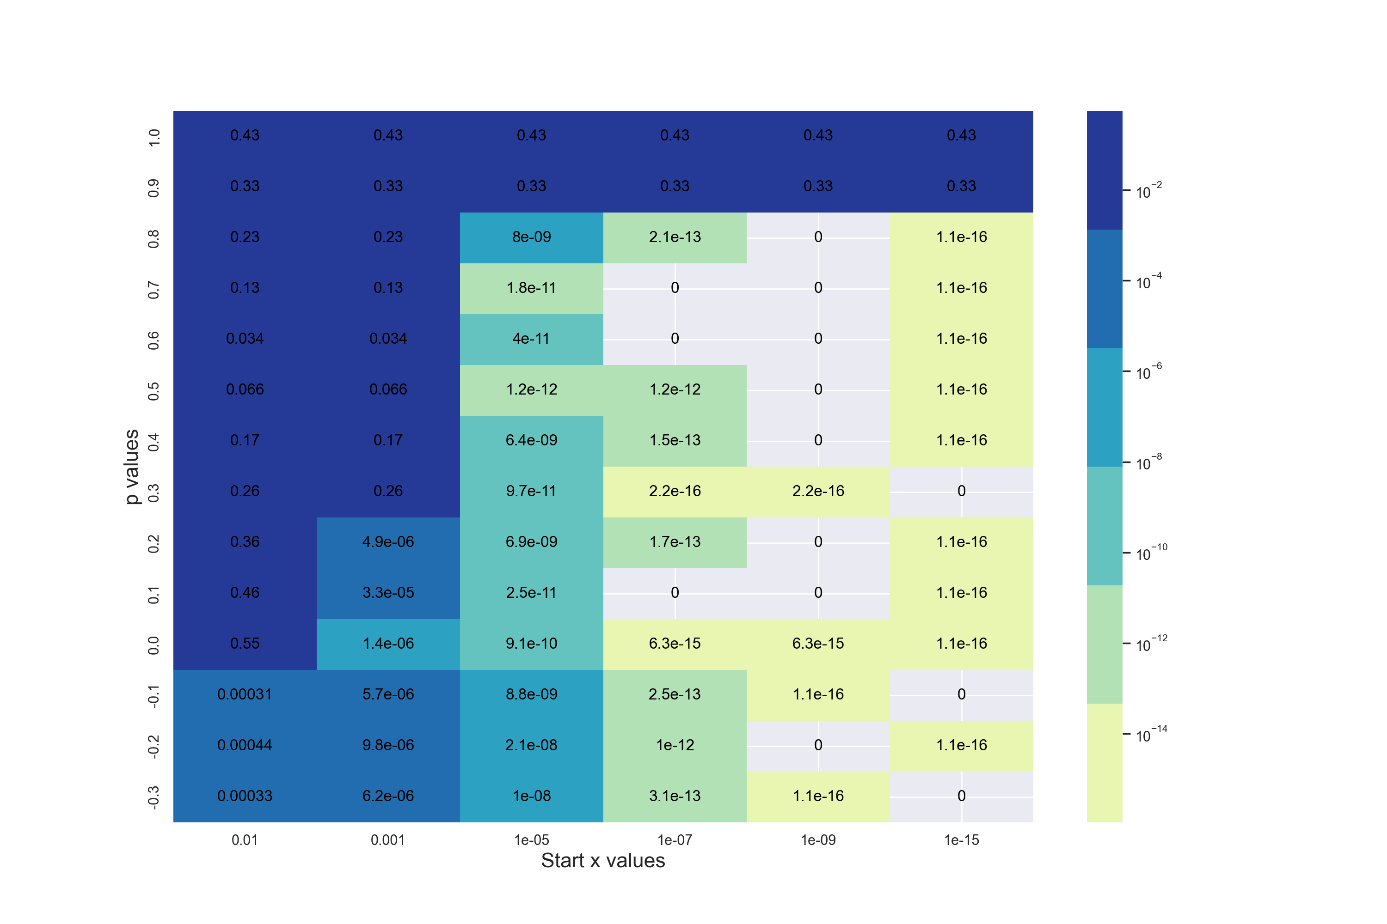 1.0 0.43 0.43 0.43 0.43 0.43 0.43
0.9 0.33 0.33 0.33 0.33 0.33 0.33
0.8 0.23 0.23 8e-09 2.1e-13 0 1.1e-16
0.7 0.13 0.13 1.8e-11 0 0 1.1e-16
0.6 0.034 0.034 4e-11 0 0 1.1e-16
0.5 0.066 0.066 1.2e-12 1.2e-12 0 1.1e-16
0.4 0.17 0.17 6.4e-09 1.5e-13 0 1.1e-16
0.3 0.26 0.26 9.7e-11 2.2e-16 2.2e-16 0
0.2 0.36 4.9e-06 6.9e-09 1.7e-13 0 1.1e-16
0.1 0.46 3.3e-05 2.5e-11 0 0 1.1e-16
0.0 0.55 1.4e-06 9.1e-10 6.3e-15 6.3e-15 1.1e-16
-0.1 0.00031 5.7e-06 8.8e-09 2.5e-13 1.1e-16 0
-0.2 0.00044 9.8e-06 2.1e-08 1e-12 0 1.1e-16
-0.3 0.00033 6.2e-06 1e-08 3.1e-13 1.1e-16 0
0.01 0.001 1e-05 1e-07 1e-09 1e-15
Start x values
p values
10⁻²
10⁻⁴
10⁻⁶
10⁻⁸
10⁻¹⁰
10⁻¹²
10⁻¹⁴